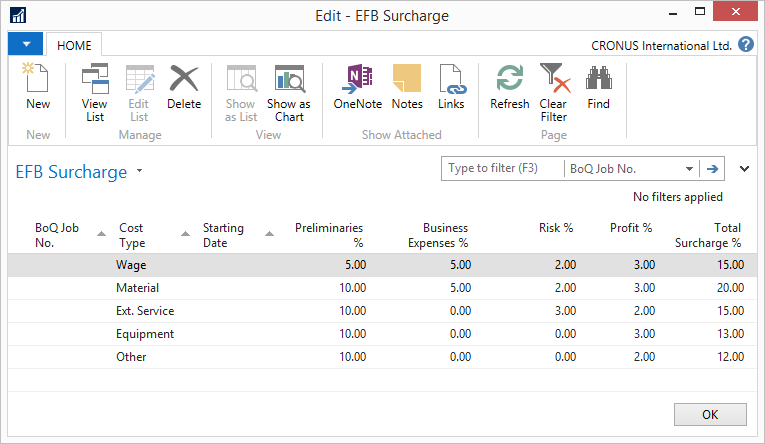 Edit - EFB Surcharge
HOME
CRONUS International Ltd.
New
View List
Edit List
Delete
Show as List
Show as Chart
OneNote
Notes
Links
Refresh
Clear Filter
Find
New
Manage
View
Show Attached
Page
EFB Surcharge
Type to filter (F3)
BoQ Job No.
No filters applied
BoQ Job No. Cost Type Starting Date Preliminaries % Business Expenses % Risk % Profit % Total Surcharge %
Wage 5.00 5.00 2.00 3.00 15.00
Material 10.00 5.00 2.00 3.00 20.00
Ext. Service 10.00 0.00 3.00 2.00 15.00
Equipment 10.00 0.00 0.00 3.00 13.00
Other 10.00 0.00 0.00 2.00 12.00
OK